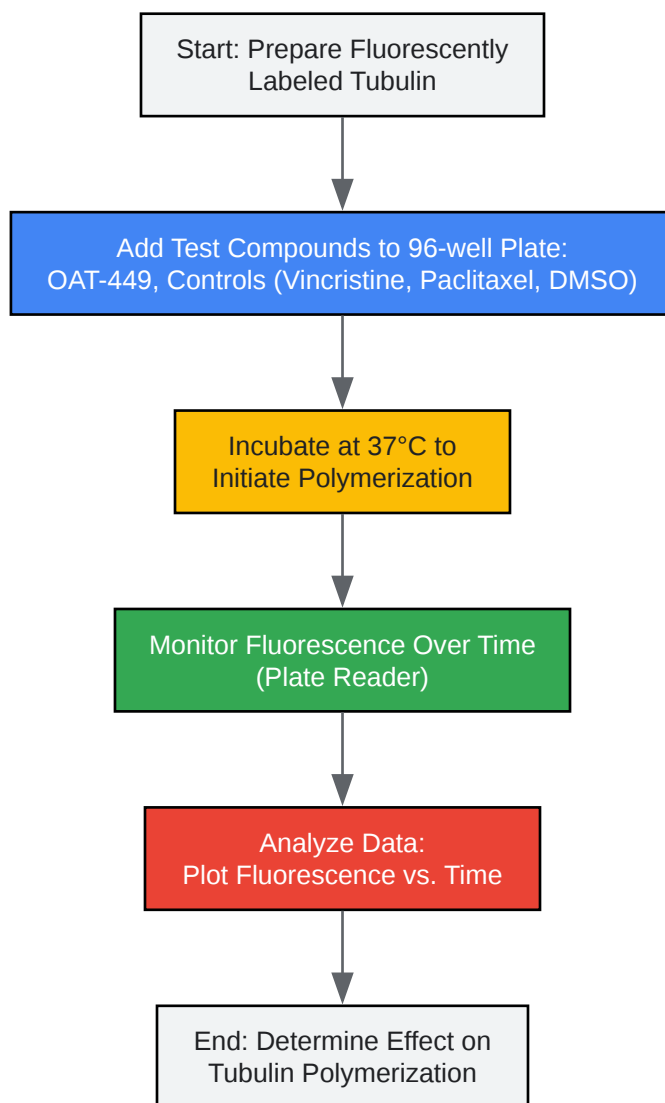 Start: Prepare Fluorescently
Labeled Tubulin
Add Test Compounds to 96-well Plate:
OAT-449, Controls (Vincristine, Paclitaxel, DMSO)
Incubate at 37°C to
Initiate Polymerization
Monitor Fluorescence Over Time
(Plate Reader)
Analyze Data:
Plot Fluorescence vs. Time
End: Determine Effect on
Tubulin Polymerization